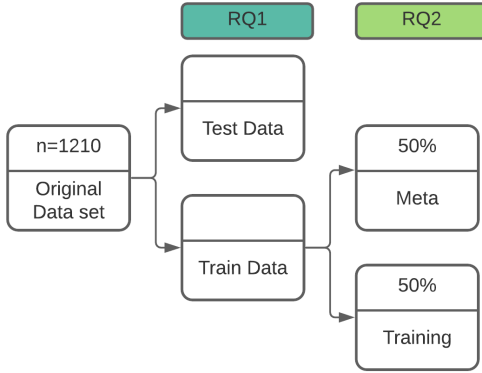 RQ1
RQ2
n=1210
Original
Data set
Test Data
Train Data
50%
Meta
50%
Training